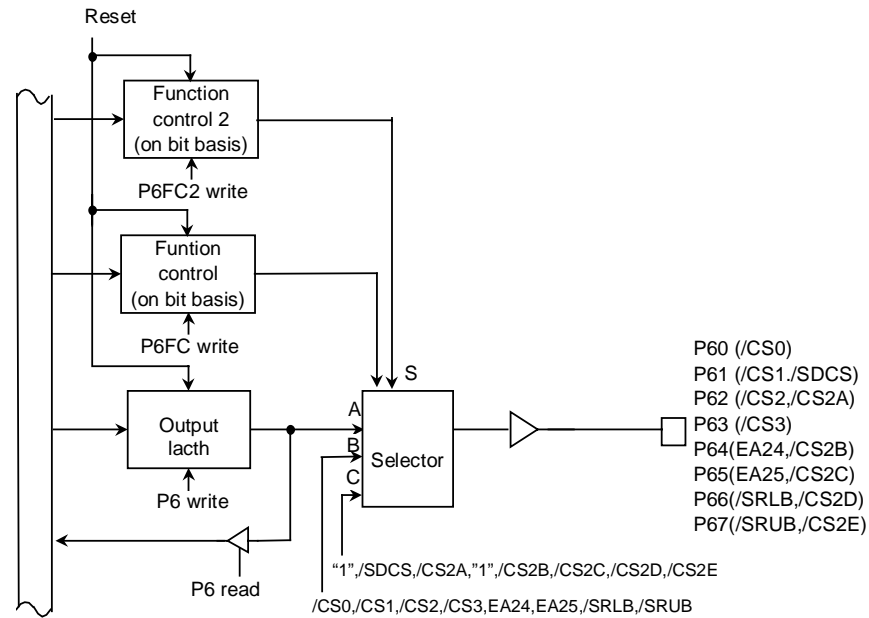 Reset
Function
control 2
(on bit basis)
P6FC2 write
Funtion
control
(on bit basis)
P6FC write
Output
lacth
P6 write
P6 read
S
A
B
C
Selector
P60 (/CS0)
P61 (/CS1./SDCS)
P62 (/CS2,/CS2A)
P63 (/CS3)
P64(EA24,/CS2B)
P65(EA25,/CS2C)
P66(/SRLB,/CS2D)
P67(/SRUB,/CS2E)
“1”,/SDCS,/CS2A,”1”,/CS2B,/CS2C,/CS2D,/CS2E
/CS0,/CS1,/CS2,/CS3,EA24,EA25,/SRLB,/SRUB